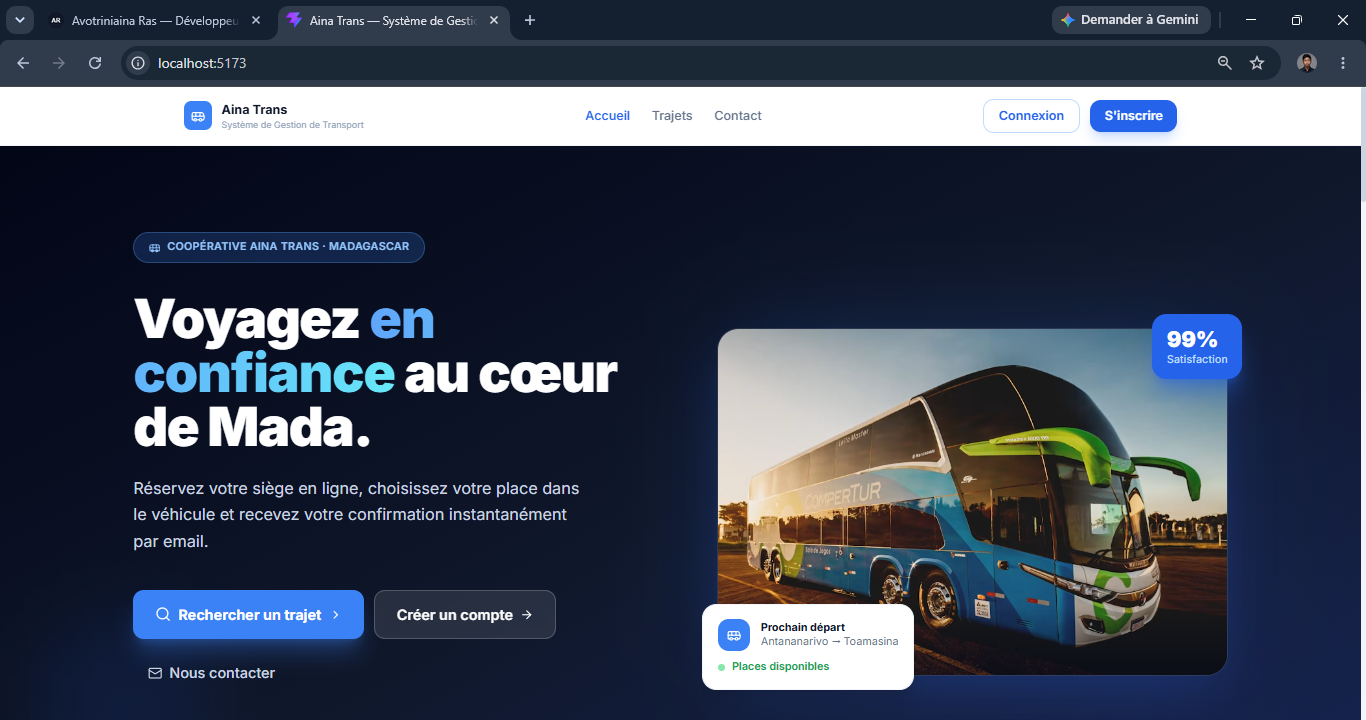 AR Avotriniaina Ras — Développeu
Aina Trans — Système de Gesti
Demander à Gemini
localhost:5173
Aina Trans
Système de Gestion de Transport
Accueil
Trajets
Contact
Connexion
S'inscrire
COOPÉRATIVE AINA TRANS · MADAGASCAR
Voyagez en
confiance au cœur
de Mada.
Réservez votre siège en ligne, choisissez votre place dans
le véhicule et recevez votre confirmation instantanément
par email.
Rechercher un trajet
Créer un compte →
Nous contacter
99%
Satisfaction
COMPERTUR
Prochain départ
Antananarivo → Toamasina
Places disponibles